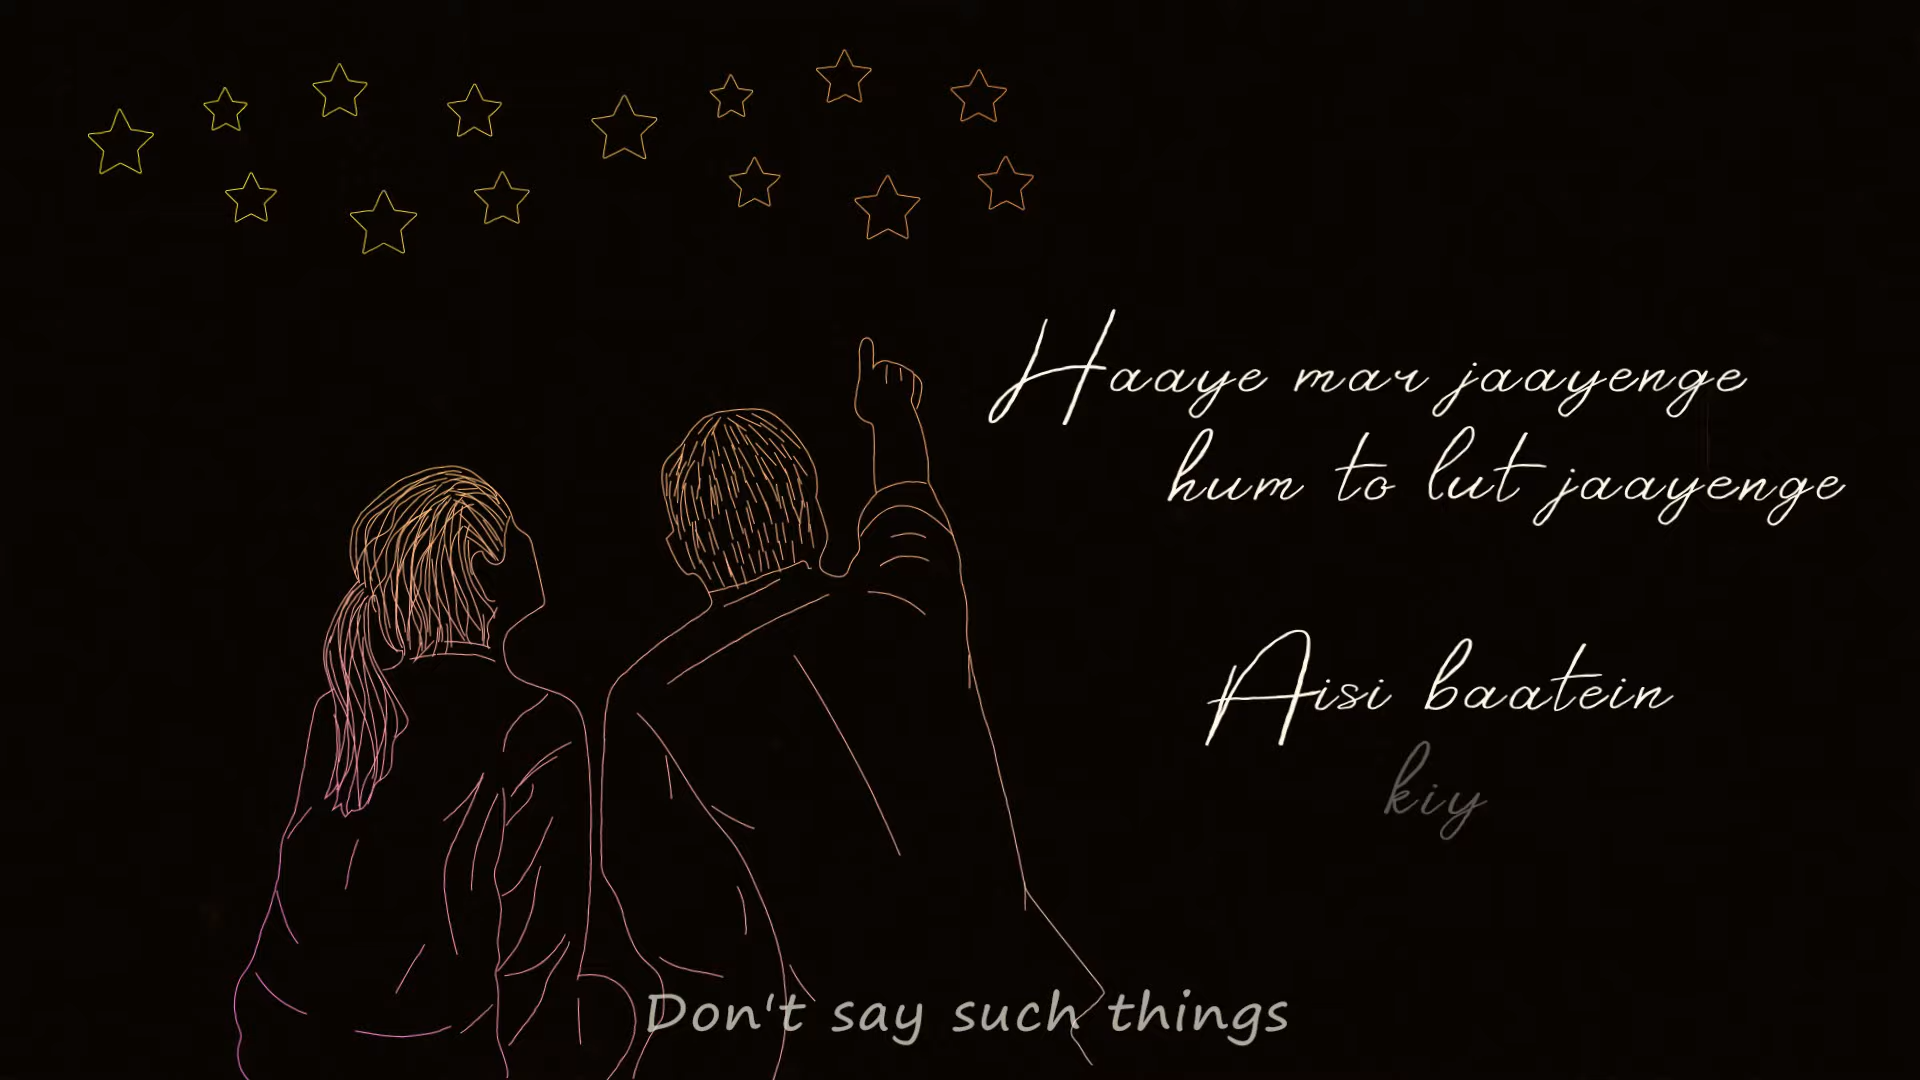 Haaye mar jaayenge
hum to lut jaayenge
Aisi baatein
kiy
Don't say such things